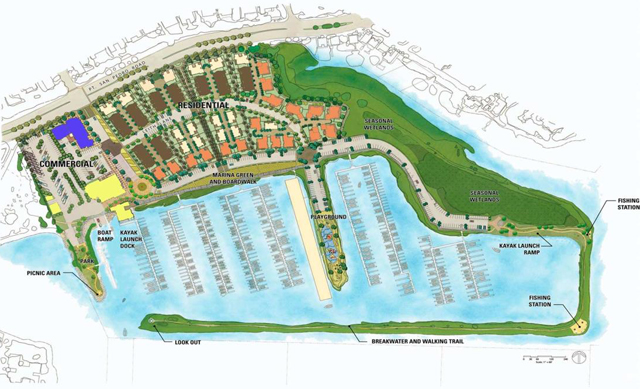 PT. SAN PEDRO ROAD
RESIDENTIAL
COMMERCIAL
SEASONAL
WETLANDS
MARINA GREEN
AND BOARDWALK
SEASONAL
WETLANDS
FISHING
STATION
PLAYGROUND
BOAT
RAMP
KAYAK
LAUNCH
DOCK
KAYAK LAUNCH
RAMP
PARK
PICNIC AREA
FISHING
STATION
LOOK OUT
BREAKWATER AND WALKING TRAIL